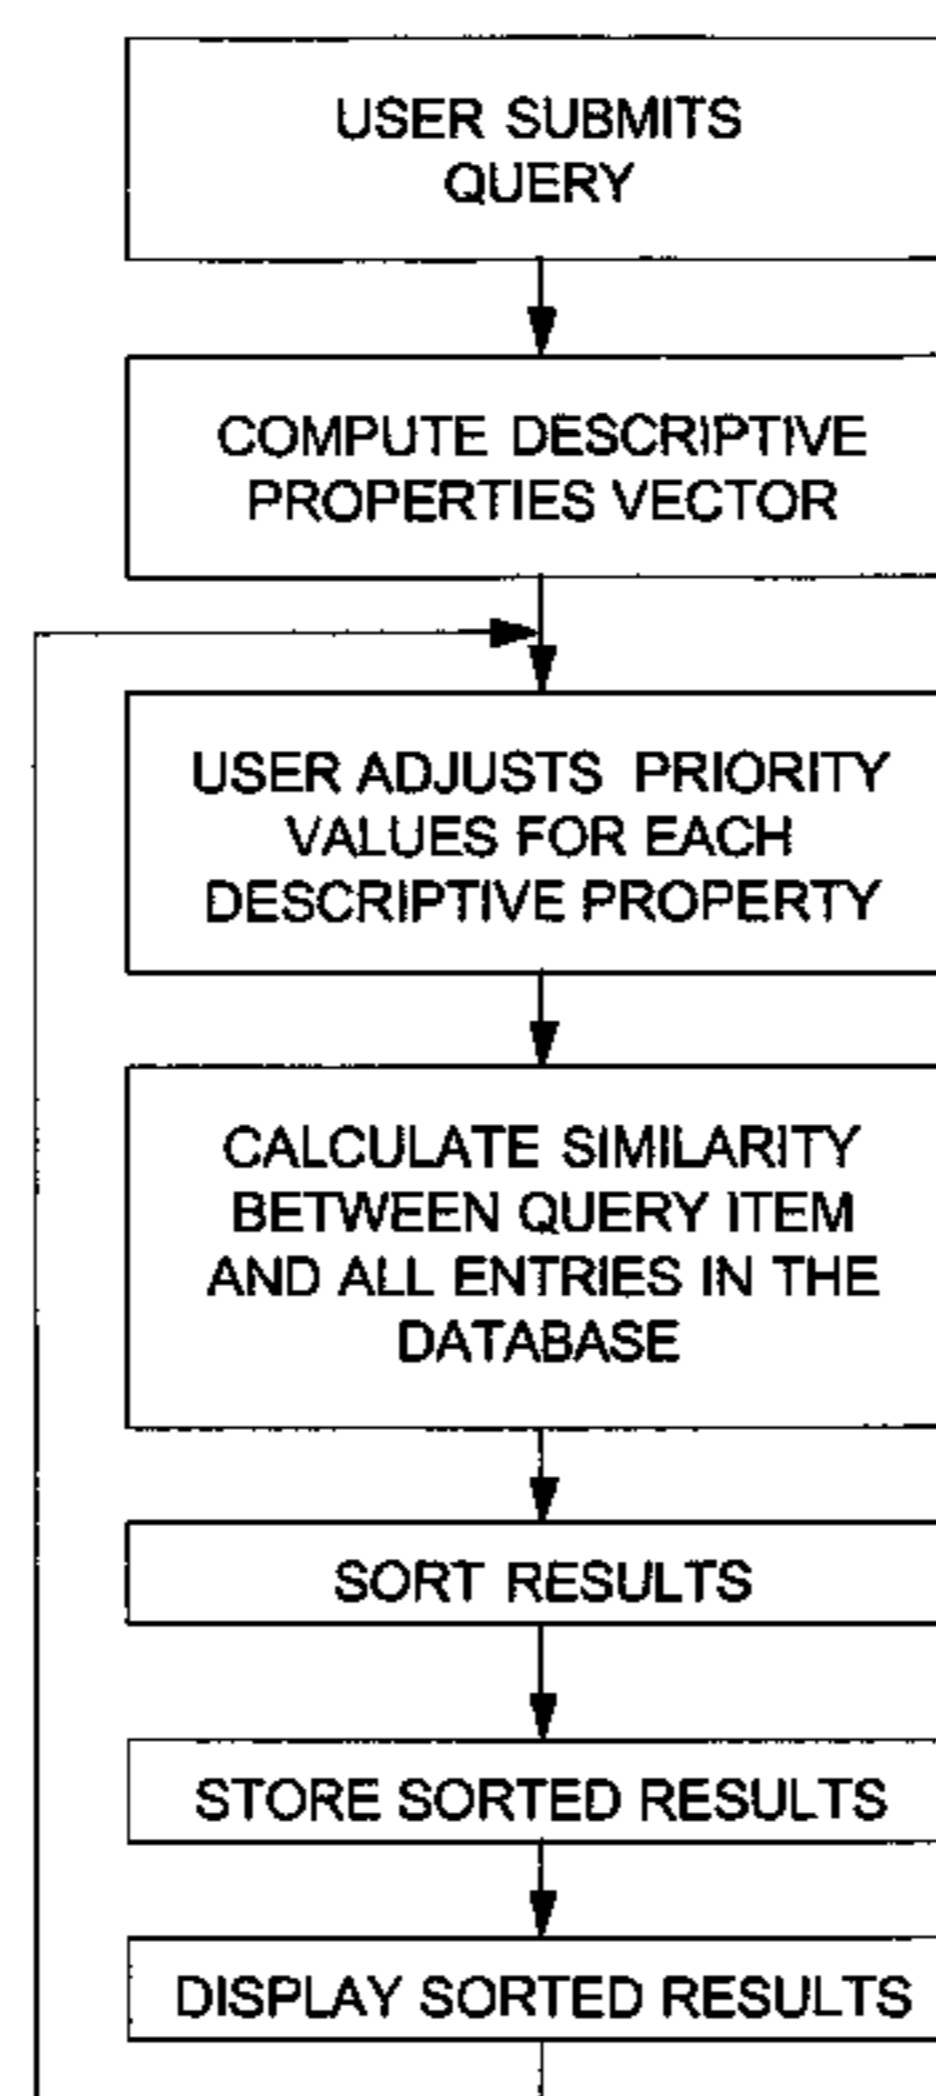 USER SUBMITS
QUERY
COMPUTE DESCRIPTIVE
PROPERTIES VECTOR
USER ADJUSTS PRIORITY
VALUES FOR EACH
DESCRIPTIVE PROPERTY
CALCULATE SIMILARITY
BETWEEN QUERY ITEM
AND ALL ENTRIES IN THE
DATABASE
SORT RESULTS
STORE SORTED RESULTS
DISPLAY SORTED RESULTS